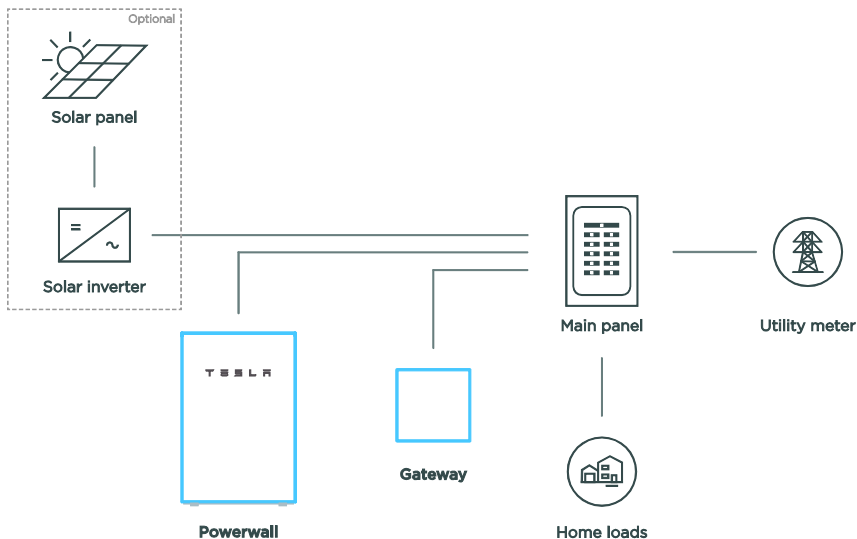 Optional
Solar panel
Solar inverter
Main panel
Utility meter
TESLA
Gateway
Powerwall
Home loads